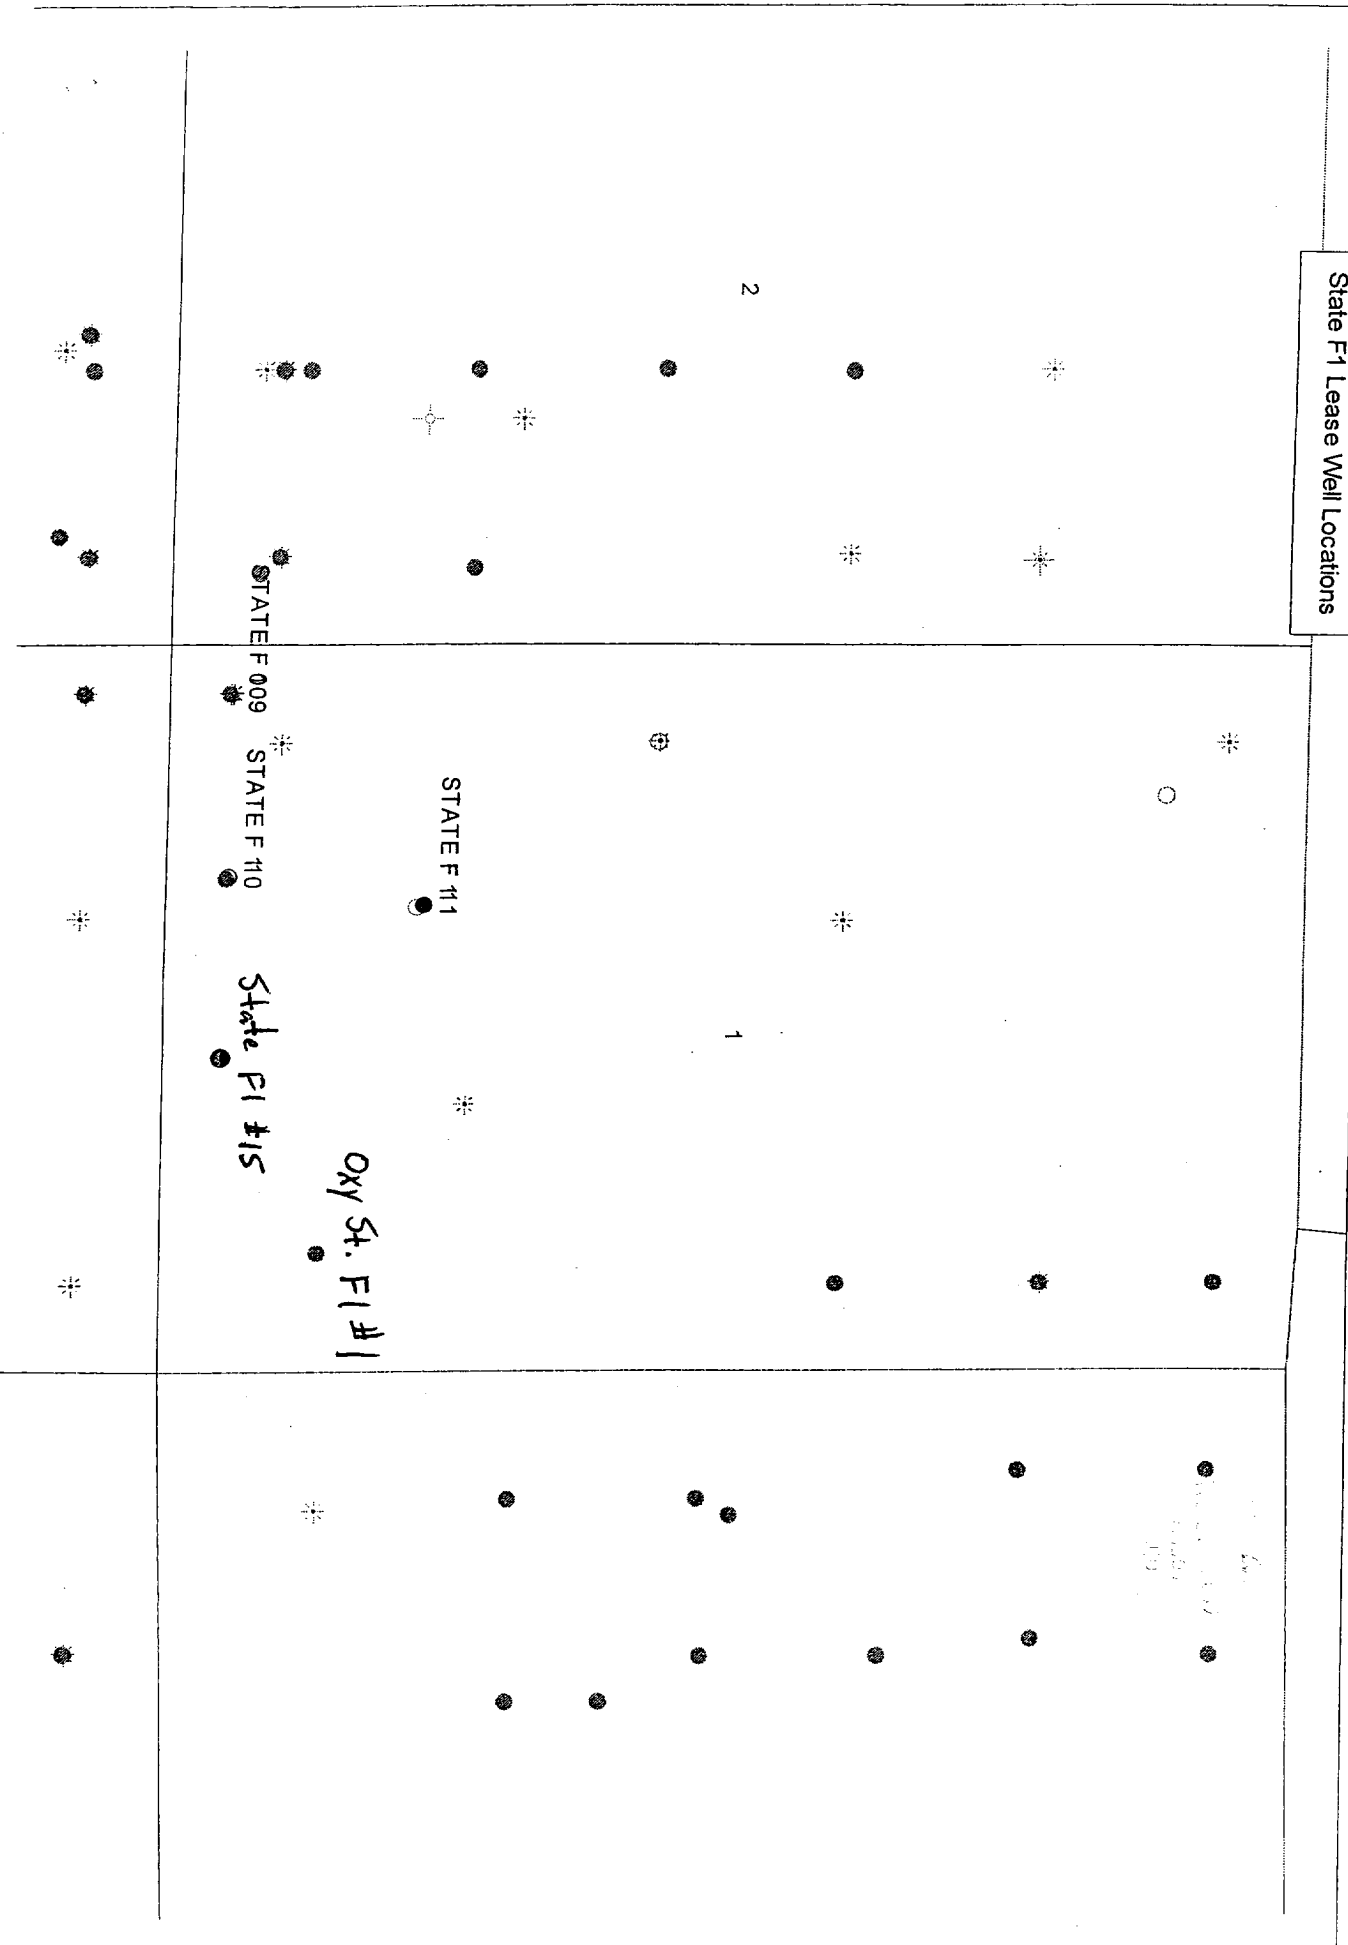 State F1 Lease Well Locations
2
1
STATE F 111
STATE F 009
STATE F 110
State F1 #15
Oxy St. F1 #1